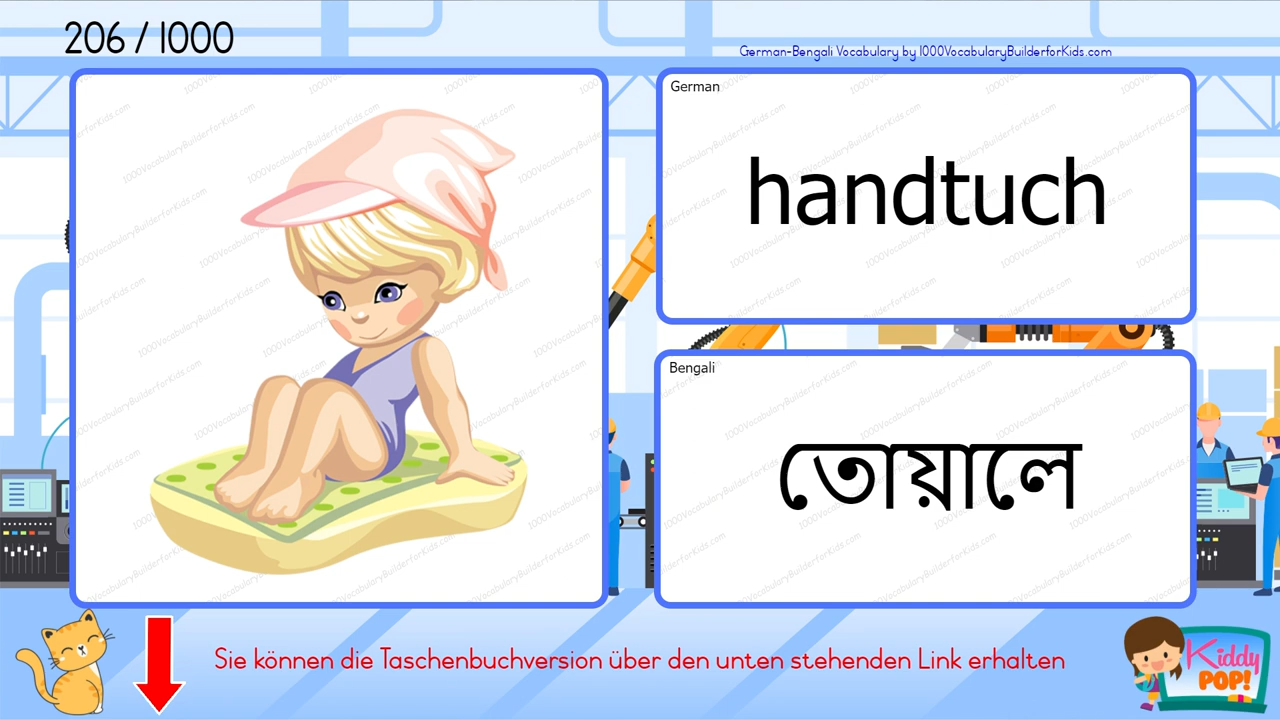 206 / 1000
German-Bengali Vocabulary by 1000VocabularyBuilderforKids.com
German
handtuch
Bengali
তোয়ালে
Sie können die Taschenbuchversion über den unten stehenden Link erhalten
Kiddy
POP!